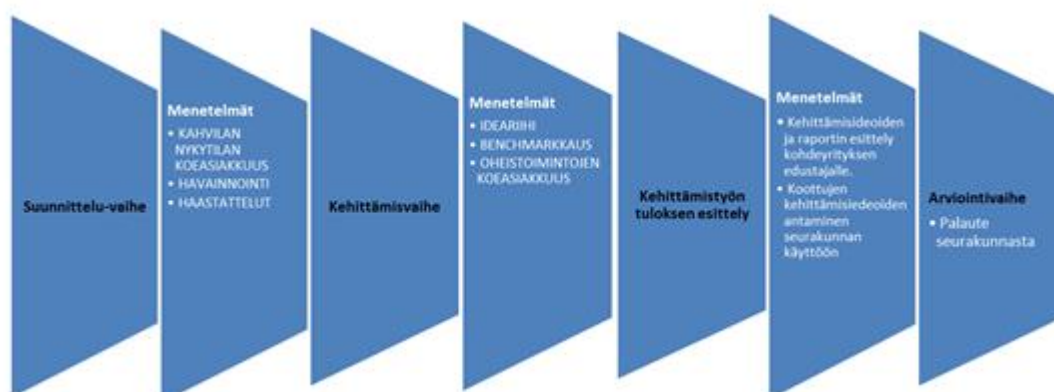 Suunnittelu-vaihe
Menetelmät
• KAHVILAN
NYKYTILAN
KOEASIAKKUUS
• HAVAINNOINTI
• HAASTATTELUT
Kehittämisvaihe
Menetelmät
• IDEARIIHI
• BENCHMARKKAUS
• OHEISTOIMINTOJEN
KOEASIAKKUUS
Kehittämistyön
tuloksen esittely
Menetelmät
• Kehittämisideoiden
ja raportin esittely
kohdeyrityksen
edustajalle.
• Koottujen
kehittämisiedeoiden
antaminen
seurakunnan
käyttöön
Arviointivaihe
• Palaute
seurakunnasta